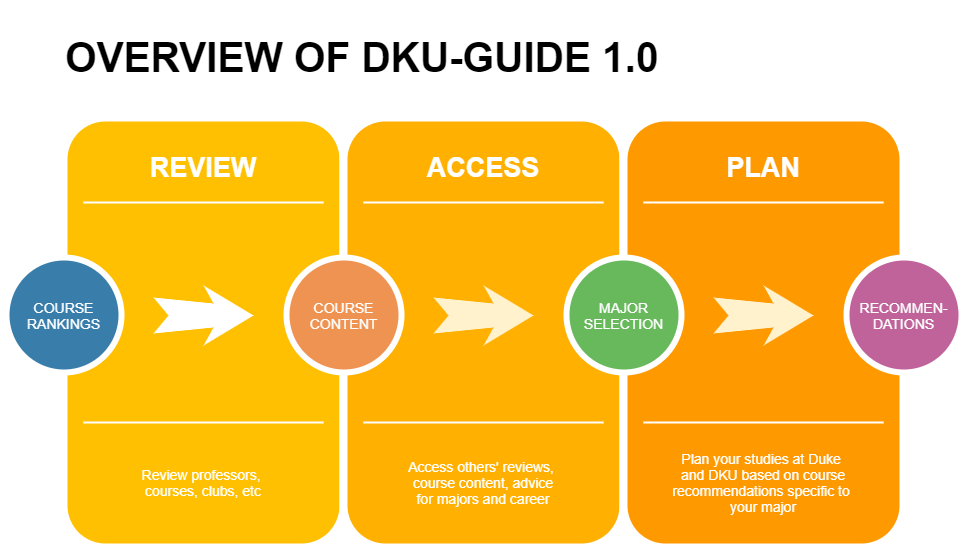 OVERVIEW OF DKU-GUIDE 1.0
REVIEW
ACCESS
PLAN
COURSE
RANKINGS
COURSE
CONTENT
MAJOR
SELECTION
RECOMMEN-
DATIONS
Review professors,
courses, clubs, etc
Access others' reviews,
course content, advice
for majors and career
Plan your studies at Duke
and DKU based on course
recommendations specific to
your major